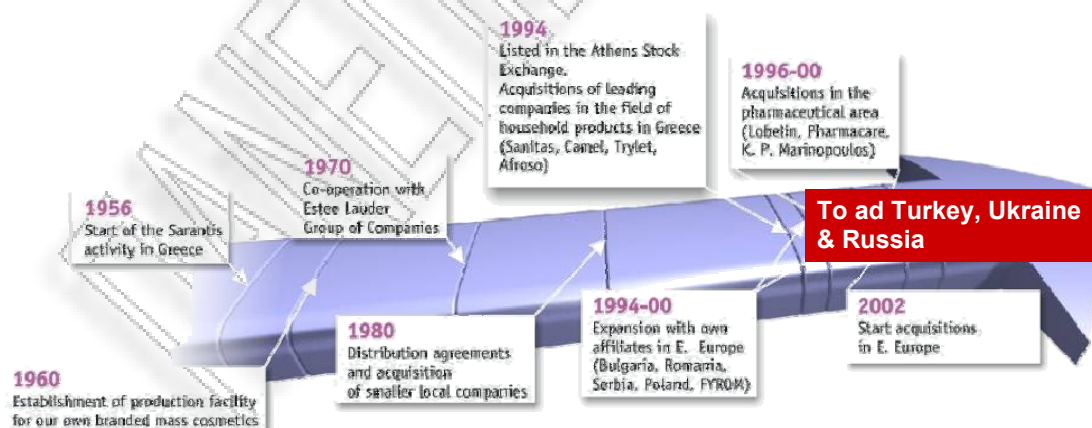 1956
Start of the Sarantis
activity in Greece
1960
Establishment of production facility
for our own branded mass cosmetics
1970
Co-operation with
Estee Lauder
Group of Companies
1980
Distribution agreements
and acquisition
of smaller local companies
1994
Listed in the Athens Stock
Exchange.
Acquisitions of leading
companies in the field of
household products in Greece
(Sanitas, Camel, Trylet,
Afroso)
1994-00
Expansion with own
affiliates in E. Europe
(Bulgaria, Romania,
Serbia, Poland, FYROM)
1996-00
Acquisitions in the
pharmaceutical area
(Lobelin, Pharmacare,
K. P. Marinopoulos)
To ad Turkey, Ukraine
& Russia
2002
Start acquisitions
in E. Europe